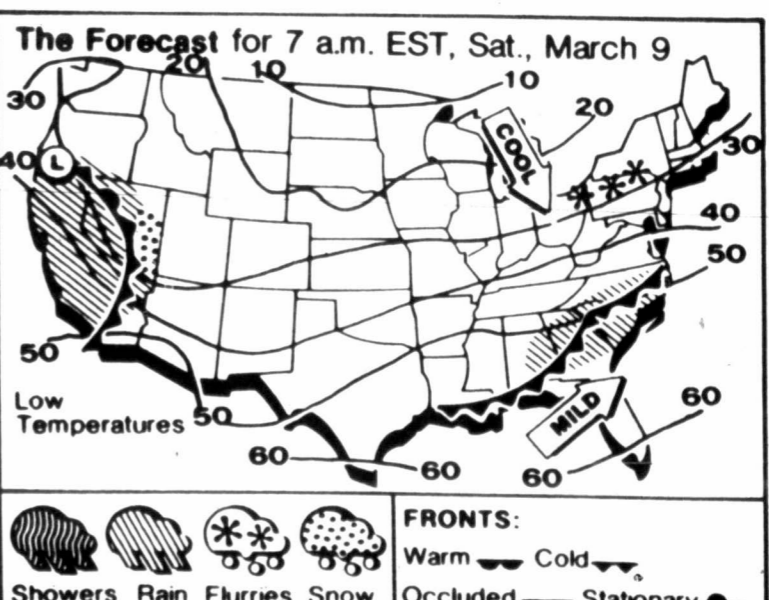 The Forecast for 7 a.m. EST, Sat., March 9
20
10
10
30
20
COOL
30
40
L
40
50
50
Low
Temperatures
50
MILD
60
60
60
60
FRONTS:
Warm Cold
Showers Rain Flurries Snow
Occluded Stationary